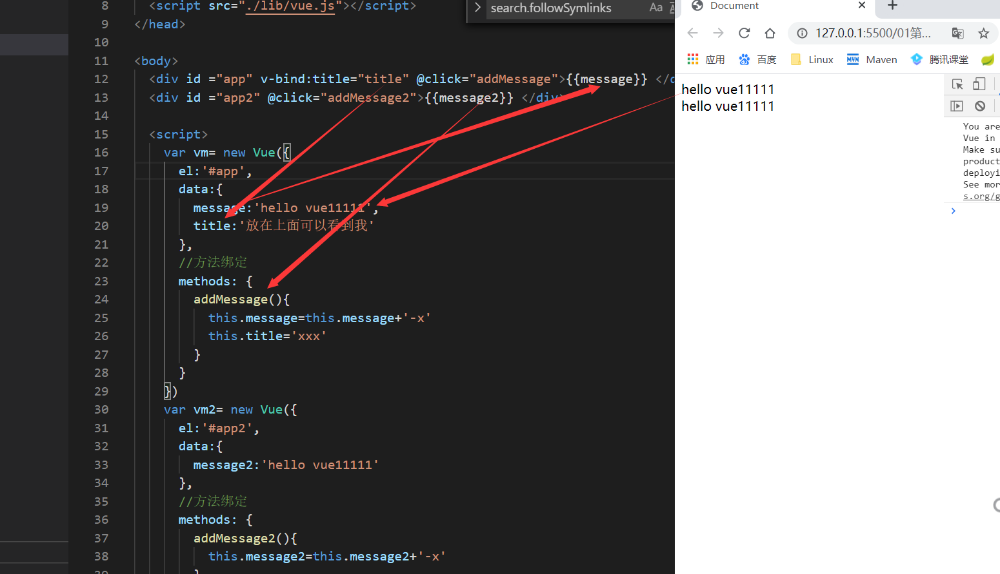 8 <script src="./lib/vue.js"></script>
9 </head>
10
11 <body>
12 <div id ="app" v-bind:title="title" @click="addMessage">{{message}} </d
13 <div id ="app2" @click="addMessage2">{{message2}} </div>
14
15 <script>
16 var vm= new Vue({
17 el:'#app',
18 data:{
19 message:'hello vue11111',
20 title:'放在上面可以看到我'
21 },
22 //方法绑定
23 methods: {
24 addMessage(){
25 this.message=this.message+'-x'
26 this.title='xxx'
27 }
28 }
29 })
30 var vm2= new Vue({
31 el:'#app2',
32 data:{
33 message2:'hello vue11111'
34 },
35 //方法绑定
36 methods: {
37 addMessage2(){
38 this.message2=this.message2+'-x'
}
search.followSymlinks Aa
Document
127.0.0.1:5500/01第...
应用 百度 Linux Maven 腾讯课堂
hello vue11111
hello vue11111
You are
Vue in
Make su
product
deployi
See mor
s.org/g